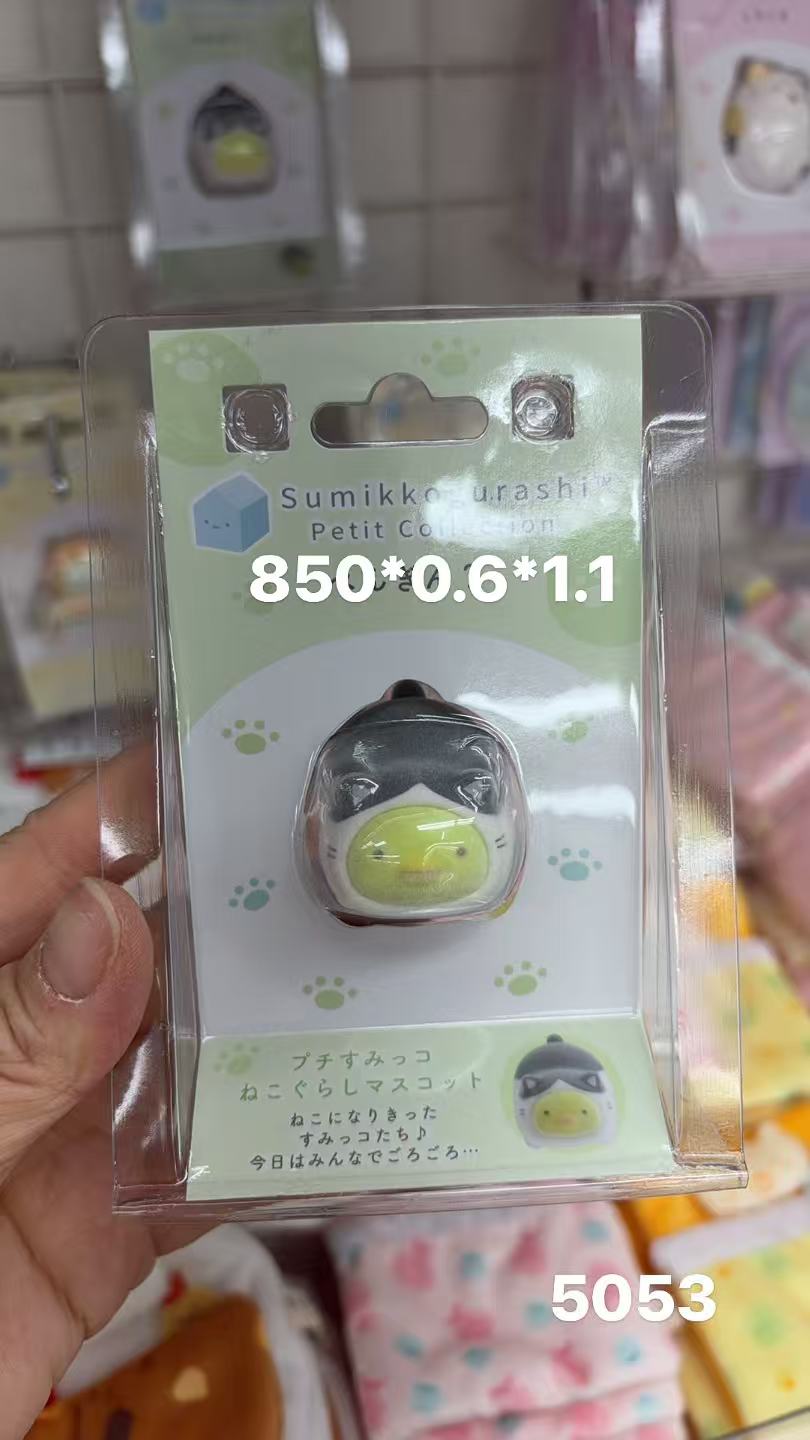 Sumikkogurashi™
Petit Collection
850*0.6*1.1
プチすみっコ
ねこぐらしマスコット
ねこになりきった
すみっコたち♪
今日はみんなでごろごろ…
5053